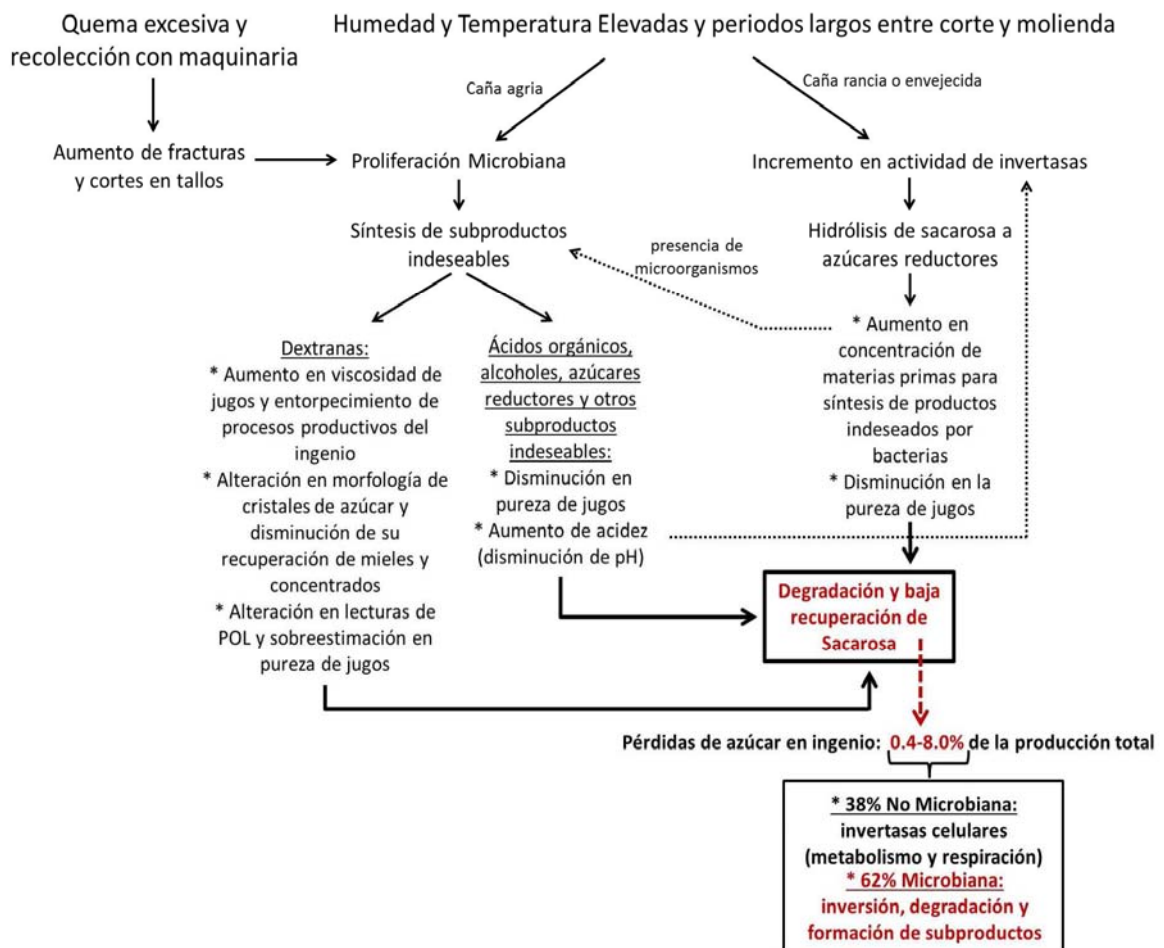 Quema excesiva y
recolección con maquinaria
Humedad y Temperatura Elevadas y periodos largos entre corte y molienda
Caña agria
Caña rancia o envejecida
Aumento de fracturas
y cortes en tallos
Proliferación Microbiana
Incremento en actividad de invertasas
Síntesis de subproductos
indeseables
presencia de
microorganismos
Hidrólisis de sacarosa a
azúcares reductores
Dextranas:
* Aumento en viscosidad de
jugos y entorpecimiento de
procesos productivos del
ingenio
* Alteración en morfología de
cristales de azúcar y
disminución de su
recuperación de mieles y
concentrados
* Alteración en lecturas de
POL y sobreestimación en
pureza de jugos
Ácidos orgánicos,
alcoholes, azúcares
reductores y otros
subproductos
indeseables:
* Disminución en
pureza de jugos
* Aumento de acidez
(disminución de pH)
* Aumento en
concentración de
materias primas para
síntesis de productos
indeseados por
bacterias
* Disminución en la
pureza de jugos
Degradación y baja
recuperación de
Sacarosa
Pérdidas de azúcar en ingenio: 0.4-8.0% de la producción total
* 38% No Microbiana:
invertasas celulares
(metabolismo y respiración)
* 62% Microbiana:
inversión, degradación y
formación de subproductos